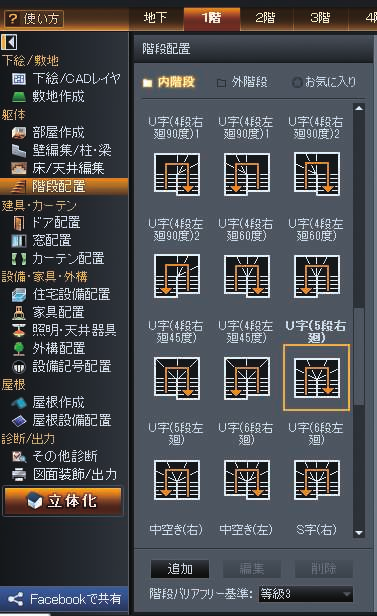 ? 使い方
地下
1階
2階
3階
下絵/敷地
下絵/CADレイヤ
敷地作成
躯体
部屋作成
壁編集/柱・梁
床/天井編集
階段配置
建具・カーテン
ドア配置
窓配置
カーテン配置
設備・家具・外構
住宅設備配置
家具配置
照明・天井器具
外構配置
設備記号配置
屋根
屋根作成
屋根設備配置
診断/出力
その他診断
図面装飾/出力
立体化
Facebookで共有
階段配置
内階段
外階段
お気に入り
U字(4段右
廻90度)1
U字(4段左
廻90度)1
U字(4段右
廻90度)2
U字(4段左
廻90度)2
U字(4段右
廻60度)
U字(4段左
廻60度)
U字(4段右
廻45度)
U字(4段左
廻45度)
U字(5段右
廻)
U字(5段左
廻)
U字(6段右
廻)
U字(6段左
廻)
中空き(右)
中空き(左)
S字(右)
追加
編集
削除
階段バリアフリー基準:
等級3